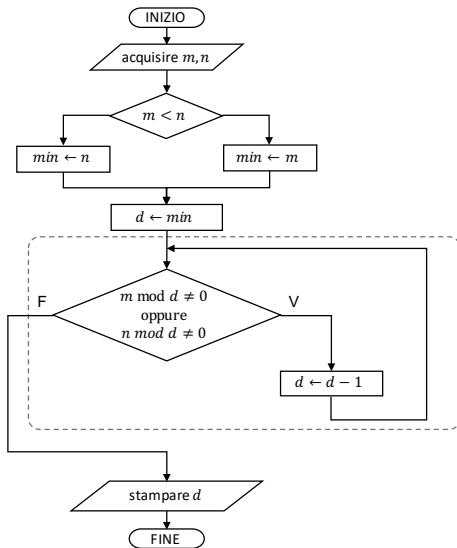 INIZIO
acquisire m, n
m < n
min ← n
min ← m
d ← min
F
m mod d ≠ 0
oppure
n mod d ≠ 0
V
d ← d − 1
stampare d
FINE